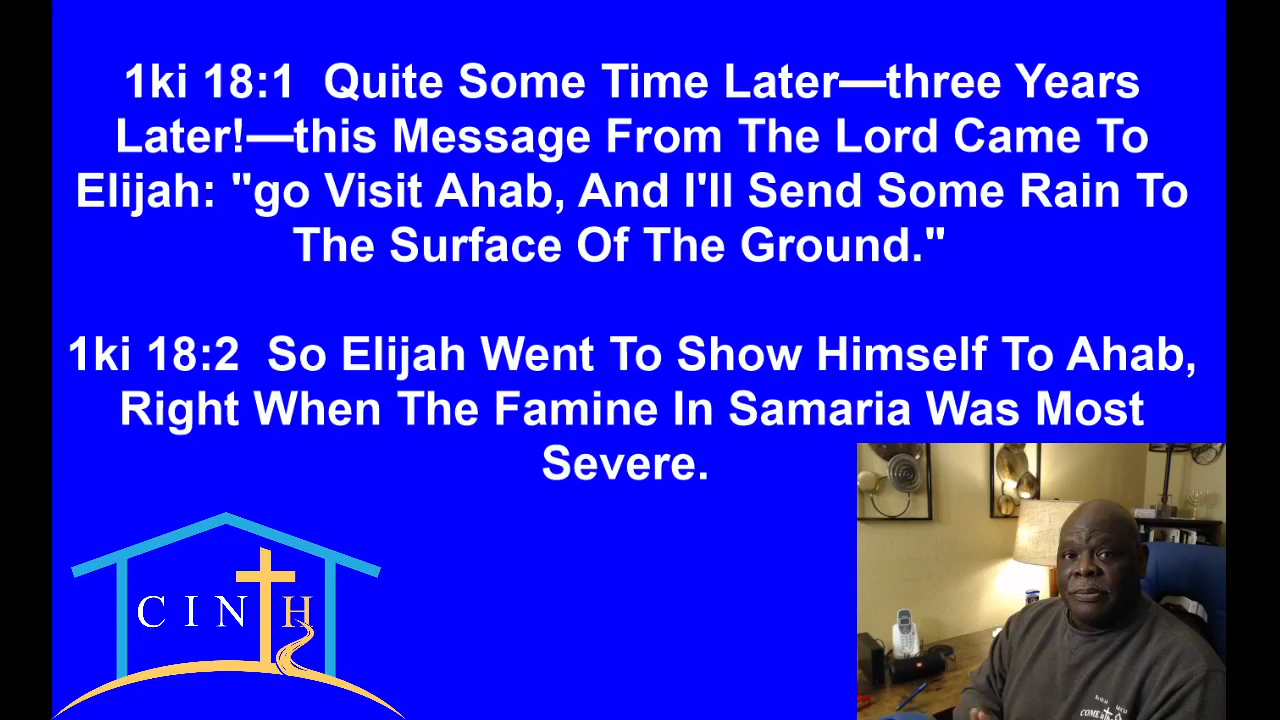 1ki 18:1  Quite Some Time Later—three Years
Later!—this Message From The Lord Came To
Elijah: "go Visit Ahab, And I'll Send Some Rain To
The Surface Of The Ground."
1ki 18:2  So Elijah Went To Show Himself To Ahab,
Right When The Famine In Samaria Was Most
Severe.
C I N H
COME